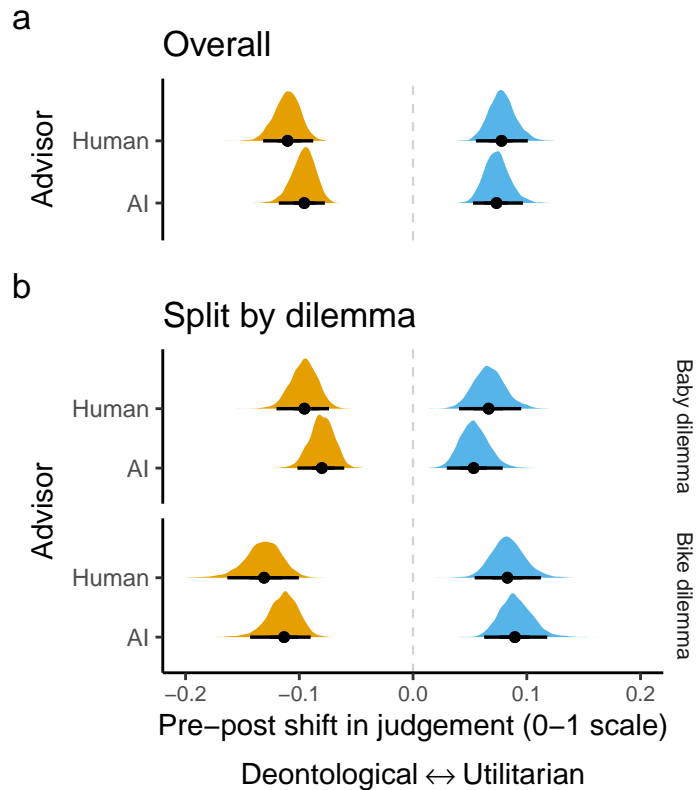 a
Overall
Advisor
Human
AI
b
Split by dilemma
Advisor
Human
AI
Baby dilemma
Human
AI
Bike dilemma
−0.2 −0.1 0.0 0.1 0.2
Pre−post shift in judgement (0−1 scale)
Deontological ↔ Utilitarian